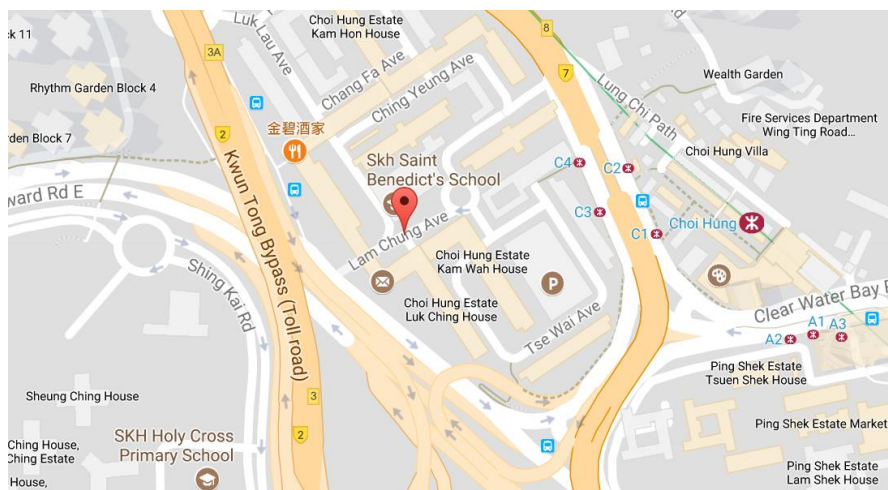 ck 11
Rhythm Garden Block 4
den Block 7
ward Rd E
3A
2
Luk Lau Ave
Choi Hung Estate
Kam Hon House
Chang Fa Ave
Ching Yeung Ave
金碧酒家
Skh Saint
Benedict's School
Lam Chung Ave
Choi Hung Estate
Kam Wah House
Choi Hung Estate
Luk Ching House
P
Tse Wai Ave
8
7
Lung Chi Path
Wealth Garden
Fire Services Department
Wing Ting Road...
Choi Hung Villa
C4
C2
C3
C1
Choi Hung
Clear Water Bay R
A1
A3
A2
Ping Shek Estate
Tsuen Shek House
Ping Shek Estate Market
Ping Shek Estate
Lam Shek House
Kwun Tong Bypass (Toll road)
Shing Kai Rd
3
2
Sheung Ching House
Ching House,
Ching Estate
House,
SKH Holy Cross
Primary School